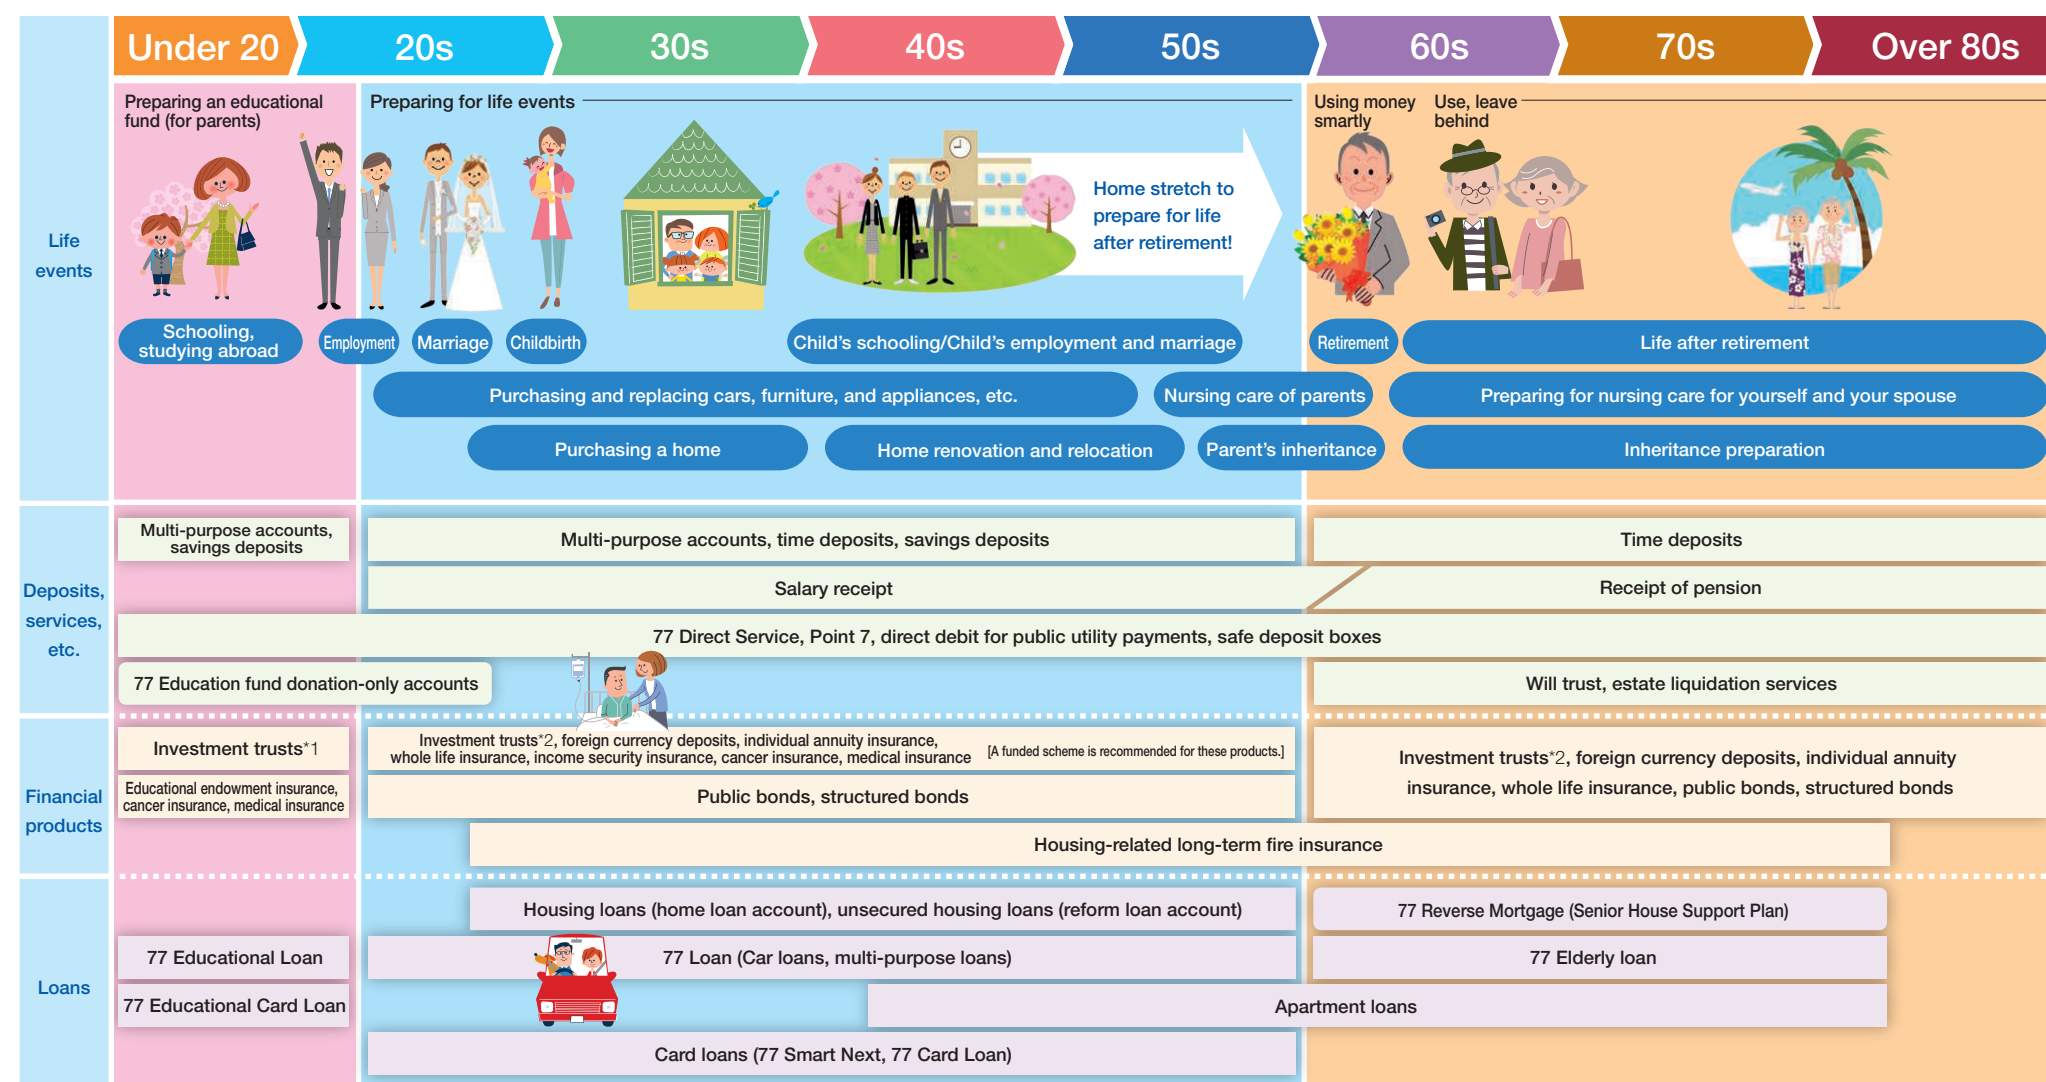 Under 20
20s
30s
40s
50s
60s
70s
Over 80s
Life
events
Preparing an educational
fund (for parents)
Preparing for life events
Using money
smartly
Use, leave
behind
Home stretch to
prepare for life
after retirement!
Schooling,
studying abroad
Employment
Marriage
Childbirth
Child's schooling/Child's employment and marriage
Retirement
Life after retirement
Purchasing and replacing cars, furniture, and appliances, etc.
Nursing care of parents
Preparing for nursing care for yourself and your spouse
Purchasing a home
Home renovation and relocation
Parent's inheritance
Inheritance preparation
Deposits,
services,
etc.
Multi-purpose accounts,
savings deposits
Multi-purpose accounts, time deposits, savings deposits
Time deposits
Salary receipt
Receipt of pension
77 Direct Service, Point 7, direct debit for public utility payments, safe deposit boxes
77 Education fund donation-only accounts
Will trust, estate liquidation services
Financial
products
Investment trusts*1
Investment trusts*2, foreign currency deposits, individual annuity insurance,
whole life insurance, income security insurance, cancer insurance, medical insurance
[A funded scheme is recommended for these products.]
Investment trusts*2, foreign currency deposits, individual annuity
insurance, whole life insurance, public bonds, structured bonds
Educational endowment insurance,
cancer insurance, medical insurance
Public bonds, structured bonds
Housing-related long-term fire insurance
Loans
Housing loans (home loan account), unsecured housing loans (reform loan account)
77 Reverse Mortgage (Senior House Support Plan)
77 Educational Loan
77 Loan (Car loans, multi-purpose loans)
77 Elderly loan
77 Educational Card Loan
Apartment loans
Card loans (77 Smart Next, 77 Card Loan)